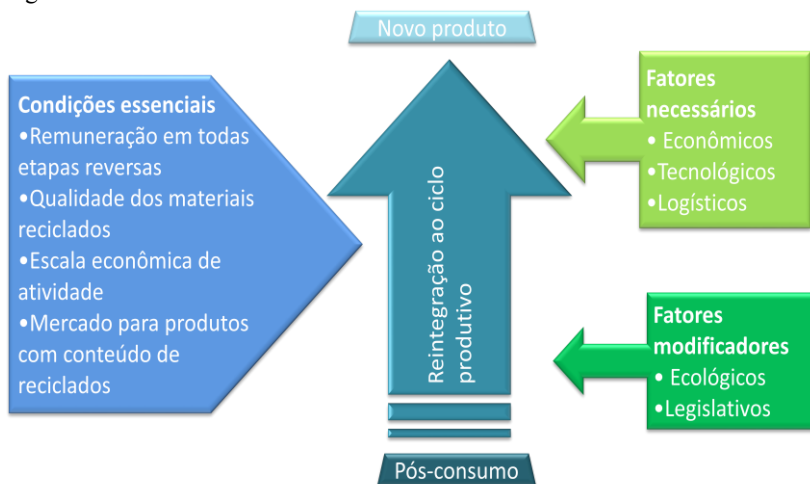 Novo produto
Condições essenciais
•Remuneração em todas
etapas reversas
•Qualidade dos materiais
reciclados
•Escala econômica de
atividade
•Mercado para produtos
com conteúdo de
reciclados
Reintegração ao ciclo
produtivo
Fatores
necessários
• Econômicos
•Tecnológicos
•Logísticos
Fatores
modificadores
• Ecológicos
•Legislativos
Pós-consumo